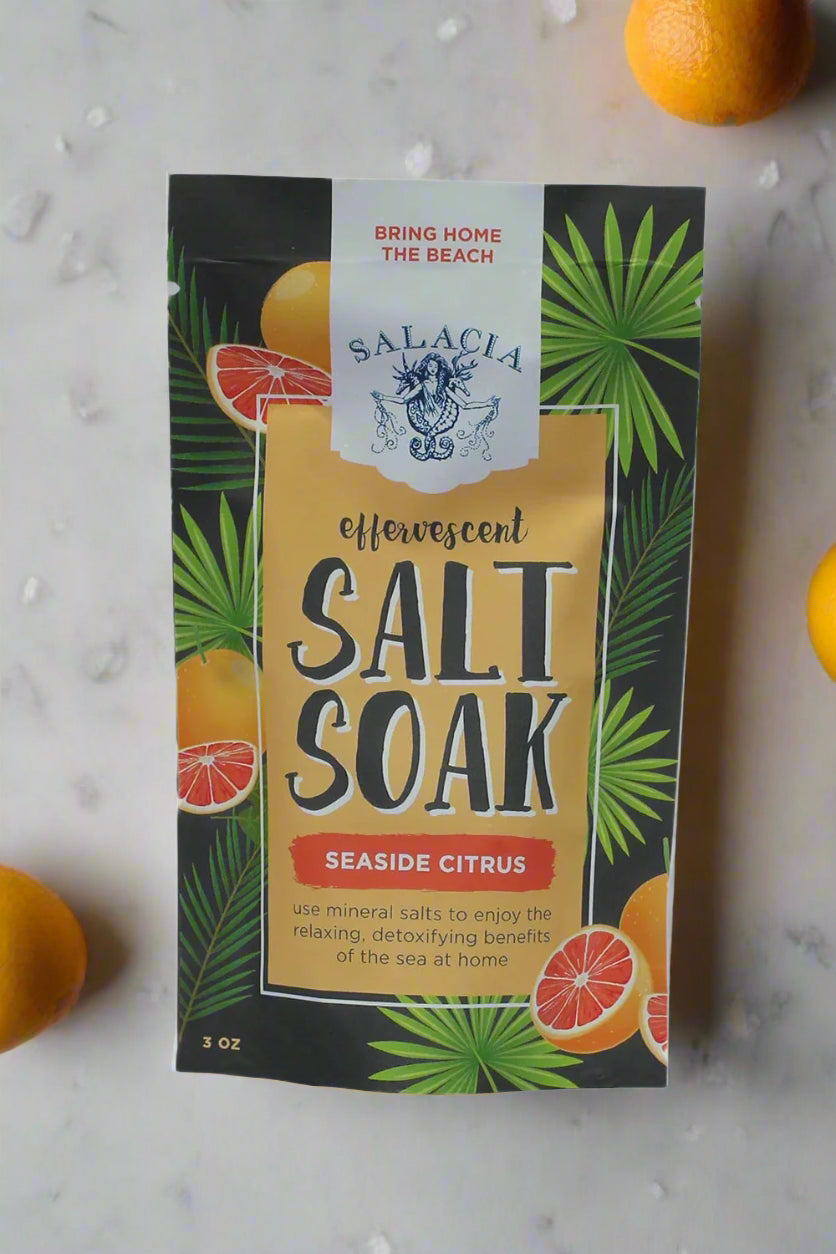 BRING HOME
THE BEACH
SALACIA
effervescent
SALT
SOAK
SEASIDE CITRUS
use mineral salts to enjoy the
relaxing, detoxifying benefits
of the sea at home
3 OZ